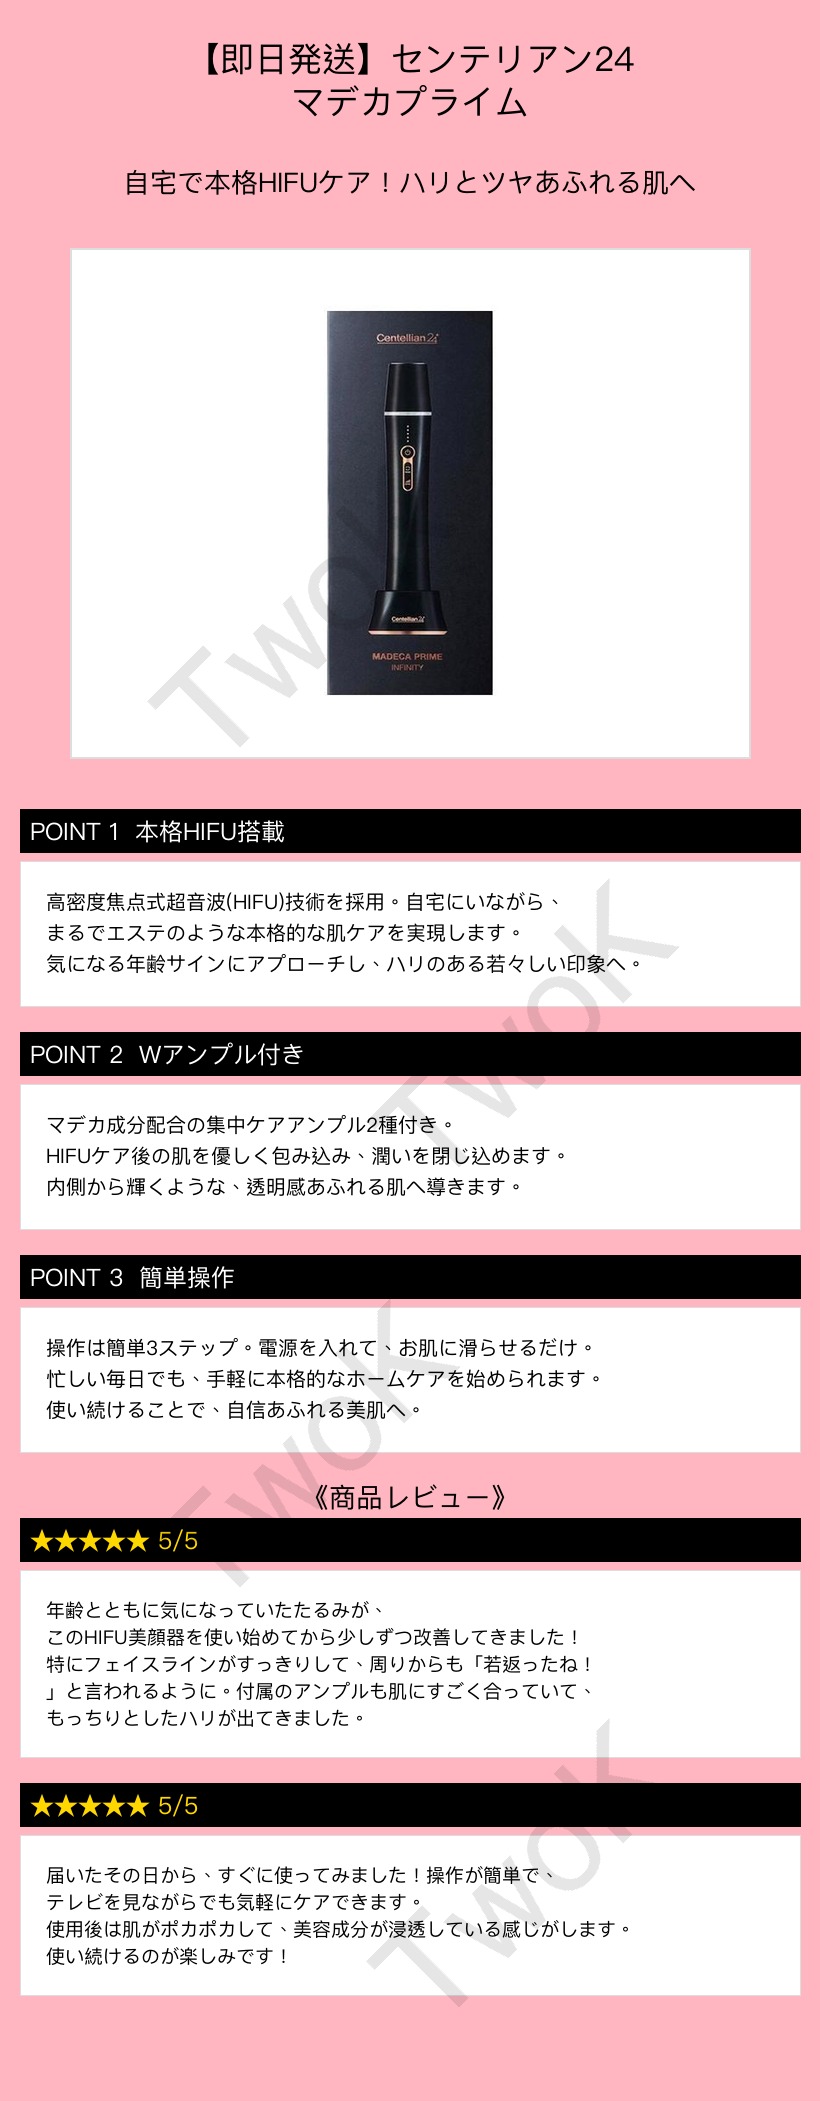 【即日発送】センテリアン24
マデカプライム
自宅で本格HIFUケア！ハリとツヤあふれる肌へ
Centellian 24+
Centellian 24
MADECA PRIME
INFINITY
POINT 1 本格HIFU搭載
高密度焦点式超音波(HIFU)技術を採用。自宅にいながら、
まるでエステのような本格的な肌ケアを実現します。
気になる年齢サインにアプローチし、ハリのある若々しい印象へ。
POINT 2 Wアンプル付き
マデカ成分配合の集中ケアアンプル2種付き。
HIFUケア後の肌を優しく包み込み、潤いを閉じ込めます。
内側から輝くような、透明感あふれる肌へ導きます。
POINT 3 簡単操作
操作は簡単3ステップ。電源を入れて、お肌に滑らせるだけ。
忙しい毎日でも、手軽に本格的なホームケアを始められます。
使い続けることで、自信あふれる美肌へ。
《商品レビュー》
★★★★★ 5/5
年齢とともに気になっていたたるみが、
このHIFU美顔器を使い始めてから少しずつ改善してきました！
特にフェイスラインがすっきりして、周りからも「若返ったね！
」と言われるように。付属のアンプルも肌にすごく合っていて、
もっちりとしたハリが出てきました。
★★★★★ 5/5
届いたその日から、すぐに使ってみました！操作が簡単で、
テレビを見ながらでも気軽にケアできます。
使用後は肌がポカポカして、美容成分が浸透している感じがします。
使い続けるのが楽しみです！
TwoK
TwoK
TwoK
TwoK